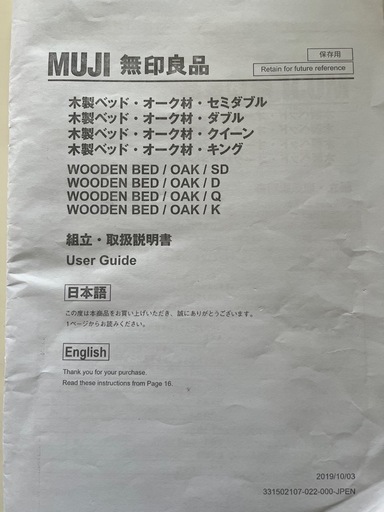 MUJI 無印良品
保存用
Retain for future reference
木製ベッド・オーク材・セミダブル
木製ベッド・オーク材・ダブル
木製ベッド・オーク材・クイーン
木製ベッド・オーク材・キング
WOODEN BED / OAK / SD
WOODEN BED / OAK / D
WOODEN BED / OAK / Q
WOODEN BED / OAK / K
組立・取扱説明書
User Guide
日本語
この度は本商品をお買い上げいただき、誠にありがとうございます。
1ページからお読みください。
English
Thank you for your purchase.
Read these instructions from Page 16.
2019/10/03
331502107-022-000-JPEN